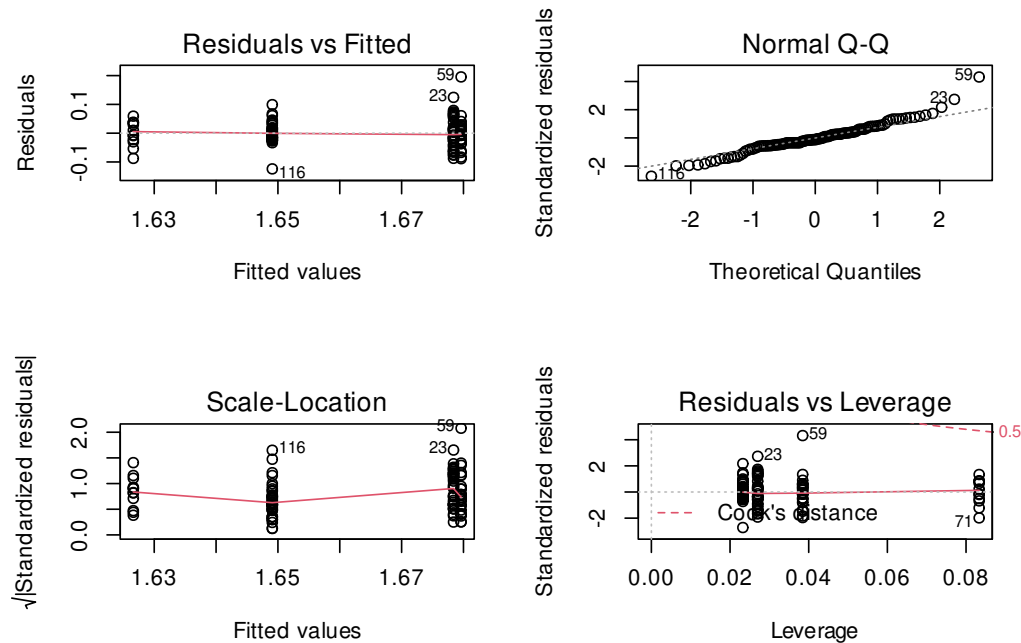 Residuals vs Fitted
Residuals
0.1
-0.1
59
23
116
1.63
1.65
1.67
Fitted values
Normal Q-Q
Standardized residuals
2
-2
59
23
116
-2
-1
0
1
2
Theoretical Quantiles
Scale-Location
√|Standardized residuals|
2.0
1.0
0.0
59
116
23
1.63
1.65
1.67
Fitted values
Residuals vs Leverage
Standardized residuals
2
-2
59
23
0.5
Cook's distance
71
0.00
0.02
0.04
0.06
0.08
Leverage